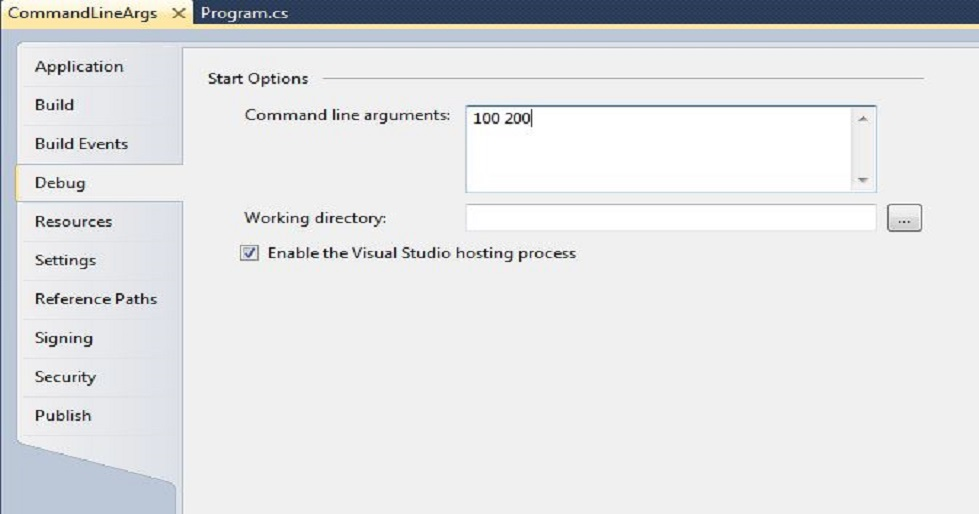 CommandLineArgs Program.cs
Application
Build
Build Events
Debug
Resources
Settings
Reference Paths
Signing
Security
Publish
Start Options
Command line arguments: 100 200
Working directory: ...
Enable the Visual Studio hosting process